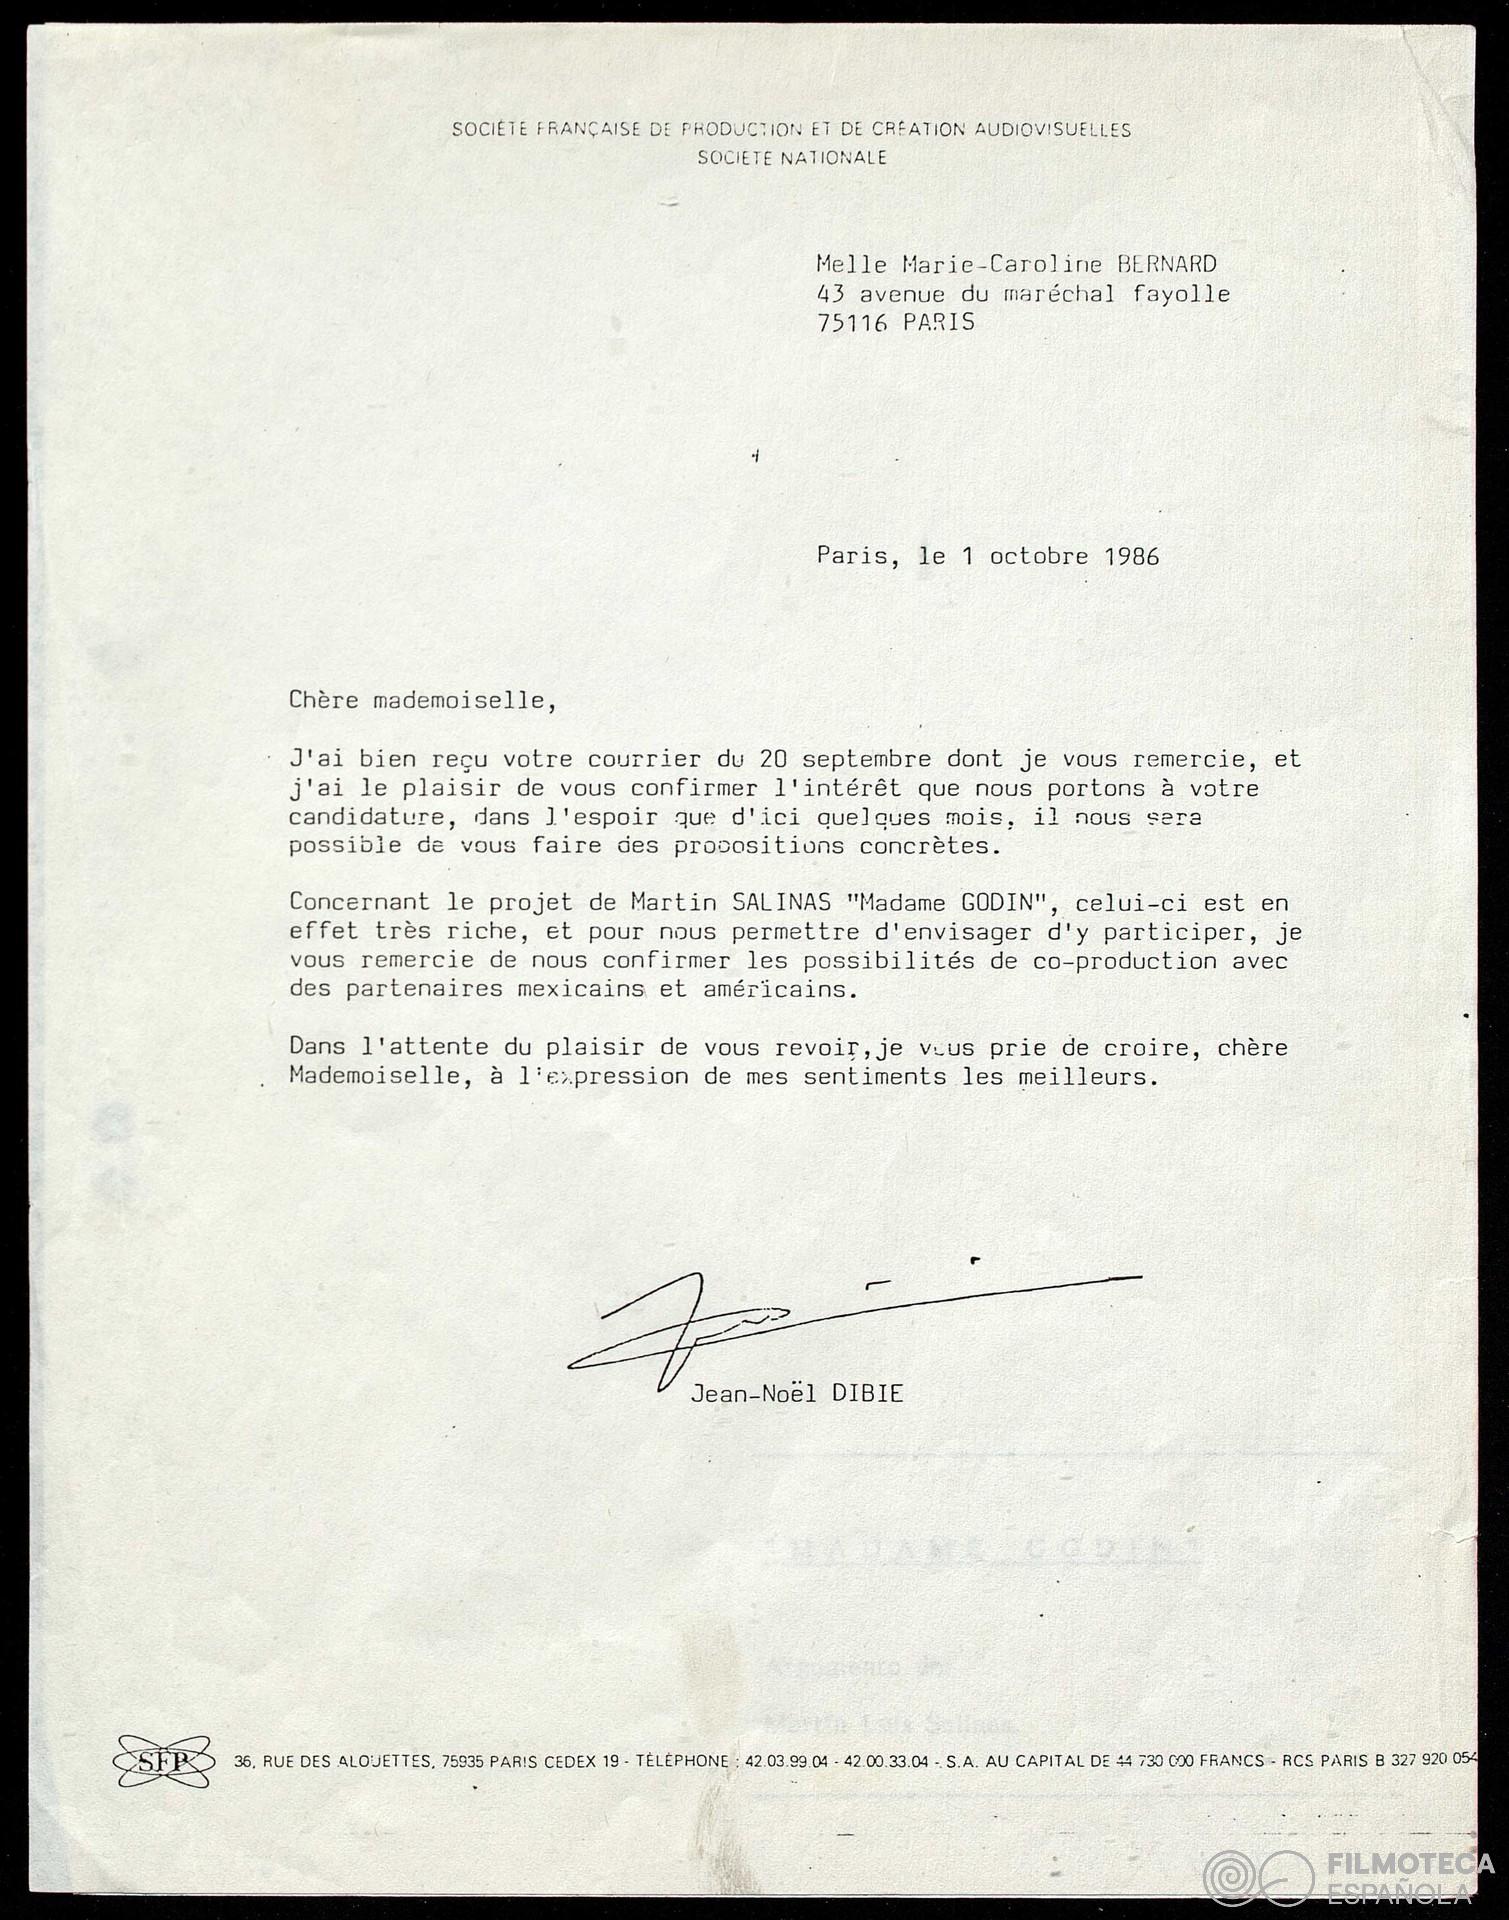 SOCIÉTÉ FRANÇAISE DE PRODUCTION ET DE CRÉATION AUDIOVISUELLES
SOCIETE NATIONALE
Melle Marie-Caroline BERNARD
43 avenue du maréchal fayolle
75116 PARIS
Paris, le 1 octobre 1986
Chère mademoiselle,
J'ai bien reçu votre courrier du 20 septembre dont je vous remercie, et
j'ai le plaisir de vous confirmer l'intérêt que nous portons à votre
candidature, dans l'espoir que d'ici quelques mois, il nous sera
possible de vous faire des propositions concrètes.
Concernant le projet de Martin SALINAS "Madame GODIN", celui-ci est en
effet très riche, et pour nous permettre d'envisager d'y participer, je
vous remercie de nous confirmer les possibilités de co-production avec
des partenaires mexicains et américains.
Dans l'attente du plaisir de vous revoir,je vous prie de croire, chère
Mademoiselle, à l'expression de mes sentiments les meilleurs.
Jean-Noël DIBIE
"MADAME GODIN"
Argumento de
Martín Luis Salinas
SFP 36, RUE DES ALOUETTES, 75935 PARIS CEDEX 19 - TÉLÉPHONE : 42.03.99.04 - 42.00.33.04 - S.A. AU CAPITAL DE 44 730 000 FRANCS - RCS PARIS B 327 920 054
FILMOTECA
ESPAÑOLA